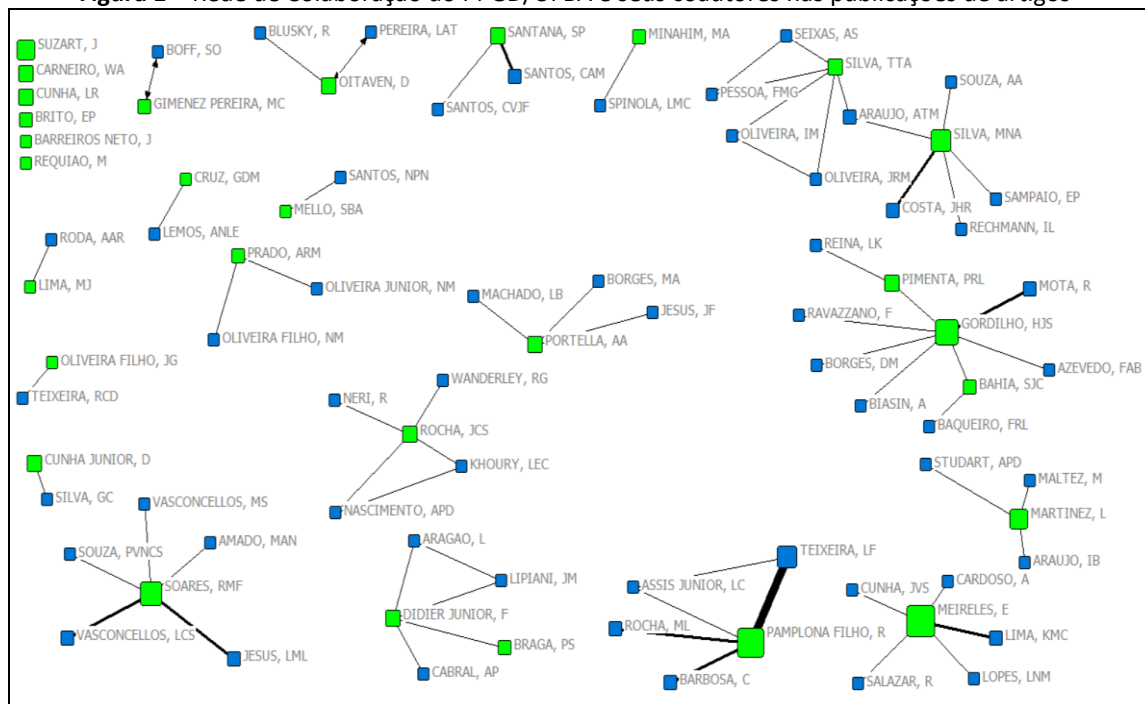 Figura 1 – Rede de Colaboração do PPGD/UFBA e seus coautores nas publicações de artigos
SUZART, J
CARNEIRO, WA
CUNHA, LR
BRITO, EP
BARREIROS NETO, J
REQUIAO, M
BOFF, SO
GIMENEZ PEREIRA, MC
BLUSKY, R
PEREIRA, LAT
OITAVEN, D
SANTANA, SP
SANTOS, CAM
SANTOS, CVJF
MINAHIM, MA
SPINOLA, LMC
SEIXAS, AS
SILVA, TTA
PESSOA, FMG
ARAUJO, ATM
OLIVEIRA, IM
OLIVEIRA, JRM
SOUZA, AA
SILVA, MNA
SAMPAIO, EP
COSTA, JHR
RECHMANN, IL
CRUZ, GDM
LEMOS, ANLE
SANTOS, NPN
MELLO, SBA
RODA, AAR
LIMA, MJ
PRADO, ARM
OLIVEIRA JUNIOR, NM
OLIVEIRA FILHO, NM
MACHADO, LB
BORGES, MA
JESUS, JF
PORTELLA, AA
REINA, LK
PIMENTA, PRL
MOTA, R
RAVAZZANO, F
GORDILHO, HJS
BORGES, DM
AZEVEDO, FAB
BAHIA, SJC
BIASIN, A
BAQUEIRO, FRL
OLIVEIRA FILHO, JG
TEIXEIRA, RCD
WANDERLEY, RG
NERI, R
ROCHA, JCS
KHOURY, LEC
NASCIMENTO, APD
CUNHA JUNIOR, D
SILVA, GC
STUDART, APD
MALTEZ, M
MARTINEZ, L
ARAUJO, IB
VASCONCELLOS, MS
AMADO, MAN
SOUZA, PVNCS
SOARES, RMF
VASCONCELLOS, LCS
JESUS, LML
ARAGAO, L
LIPIANI, JM
DIDIER JUNIOR, F
BRAGA, PS
CABRAL, AP
TEIXEIRA, LF
ASSIS JUNIOR, LC
ROCHA, ML
PAMPLONA FILHO, R
BARBOSA, C
CUNHA, JVS
CARDOSO, A
MEIRELES, E
LIMA, KMC
SALAZAR, R
LOPES, LNM